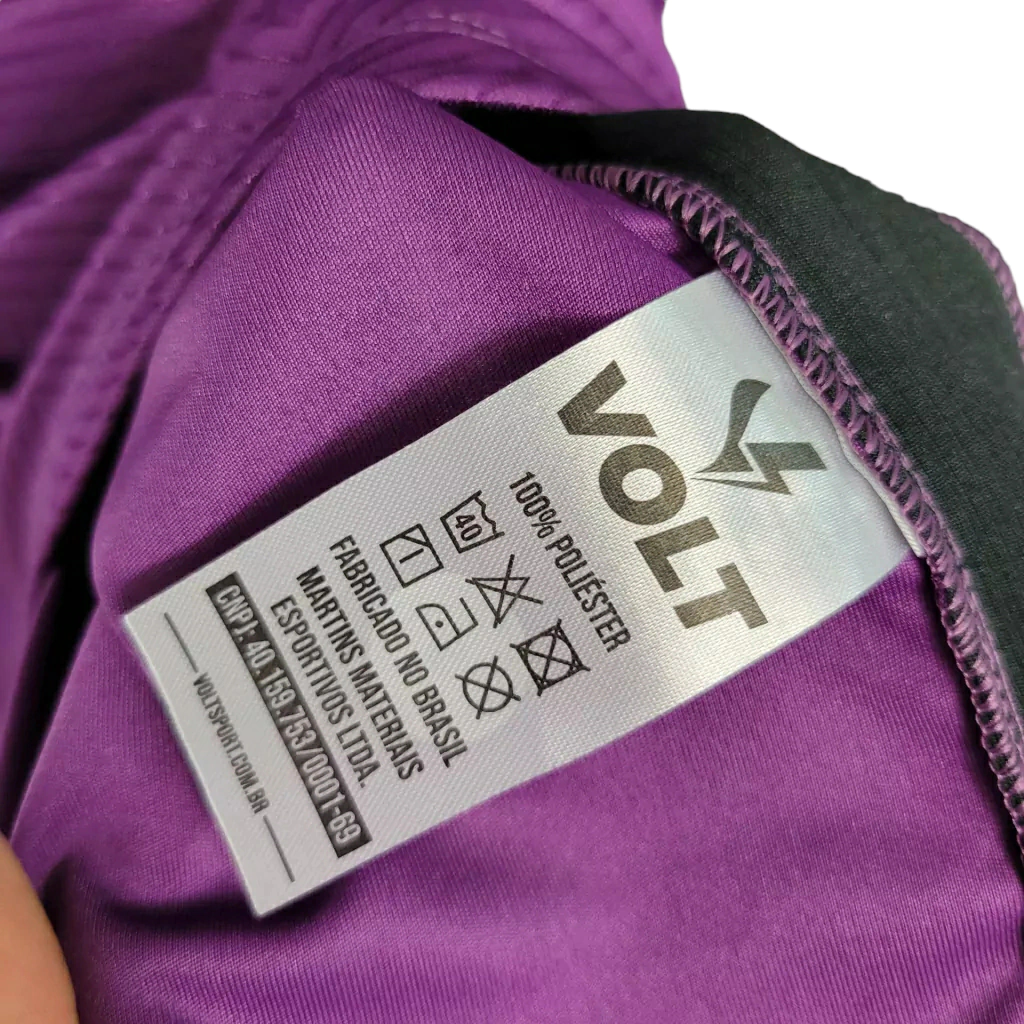 VOLT
100% POLIÉSTER
40
FABRICADO NO BRASIL
MARTINS MATERIAIS
ESPORTIVOS LTDA.
CNPJ: 40.159.753/0001-69
VOLTSPORT.COM.BR